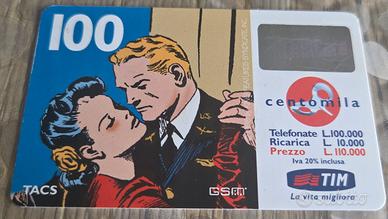 100
centomila
Telefonate L.100.000
Ricarica L. 10.000
Prezzo L. 110.000
Iva 20% inclusa
TIM
La vita migliora
TACS
GSM